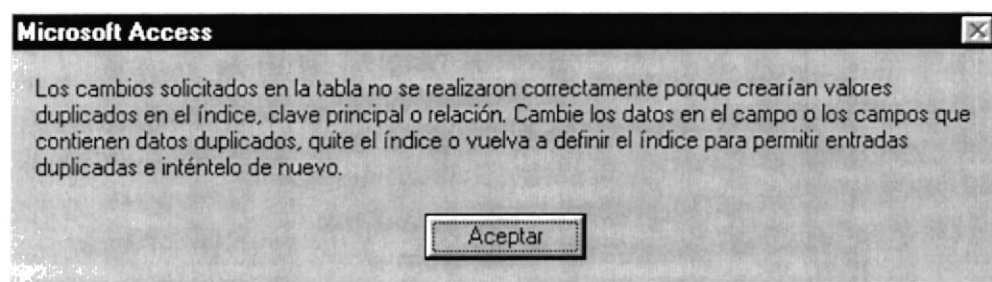 Microsoft Access
Los cambios solicitados en la tabla no se realizaron correctamente porque crearían valores
duplicados en el índice, clave principal o relación. Cambie los datos en el campo o los campos que
contienen datos duplicados, quite el índice o vuelva a definir el índice para permitir entradas
duplicadas e inténtelo de nuevo.
Aceptar